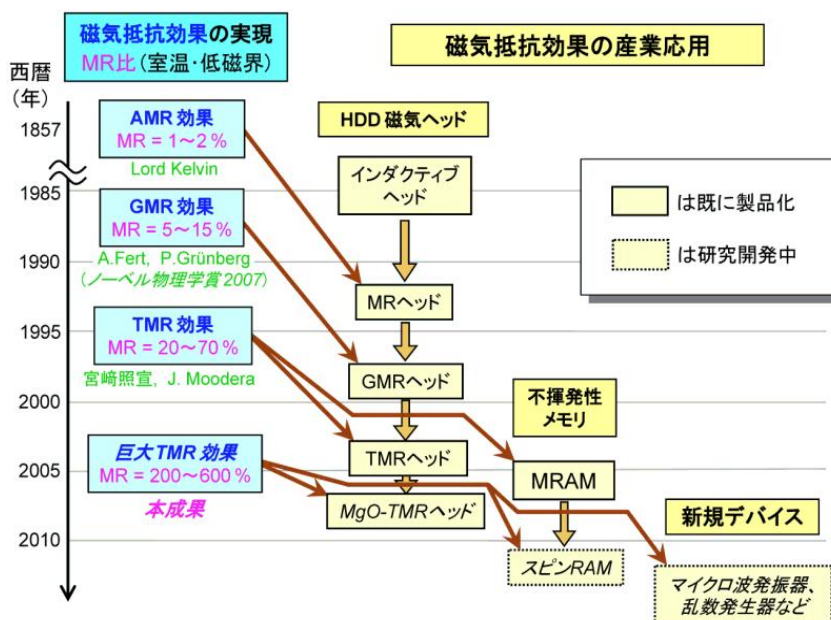 磁気抵抗効果の実現
MR比(室温・低磁界)
磁気抵抗効果の産業応用
西暦
(年)
1857
1985
1990
1995
2000
2005
2010
AMR 効果
MR = 1～2 %
Lord Kelvin
GMR 効果
MR = 5～15 %
A.Fert, P.Grünberg
(ノーベル物理学賞2007)
TMR 効果
MR = 20～70 %
宮﨑照宣, J. Moodera
巨大TMR 効果
MR = 200～600 %
本成果
HDD 磁気ヘッド
インダクティブ
ヘッド
MRヘッド
GMRヘッド
TMRヘッド
MgO-TMRヘッド
不揮発性
メモリ
MRAM
スピンRAM
新規デバイス
マイクロ波発振器、
乱数発生器など
は既に製品化
は研究開発中